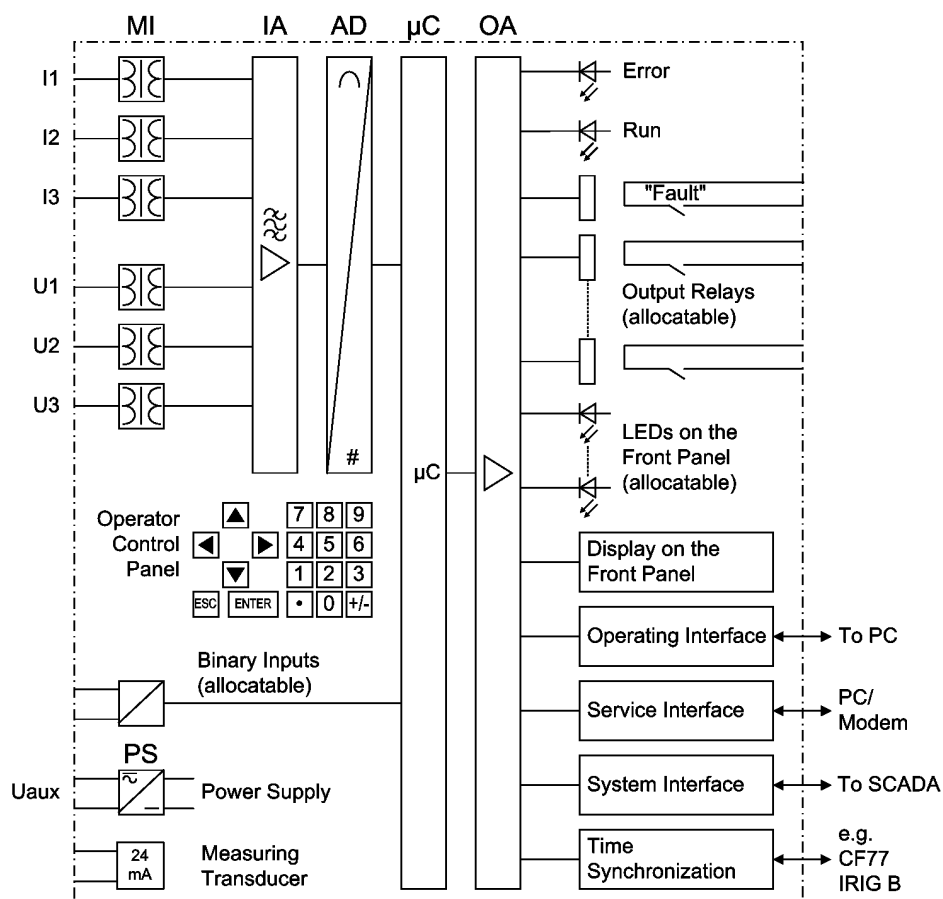 MI IA AD µC OA
I1
I2
I3
U1
U2
U3
#
µC
Error
Run
"Fault"
Output Relays
(allocatable)
LEDs on the
Front Panel
(allocatable)
Operator
Control
Panel
7 8 9
4 5 6
1 2 3
ESC ENTER • 0 +/-
Display on the
Front Panel
Operating Interface
To PC
Binary Inputs
(allocatable)
Service Interface
PC/
Modem
PS
Uaux
Power Supply
System Interface
To SCADA
24
mA
Measuring
Transducer
Time
Synchronization
e.g.
CF77
IRIG B